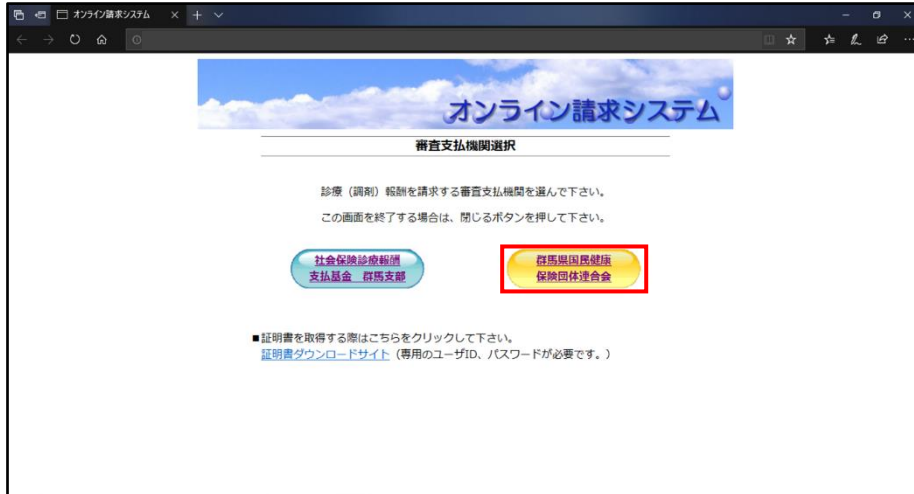 オンライン請求システム
オンライン請求システム
審査支払機関選択
診療（調剤）報酬を請求する審査支払機関を選んで下さい。
この画面を終了する場合は、閉じるボタンを押して下さい。
社会保険診療報酬
支払基金　群馬支部
群馬県国民健康
保険団体連合会
■証明書を取得する際はこちらをクリックして下さい。
証明書ダウンロードサイト（専用のユーザID、パスワードが必要です。）